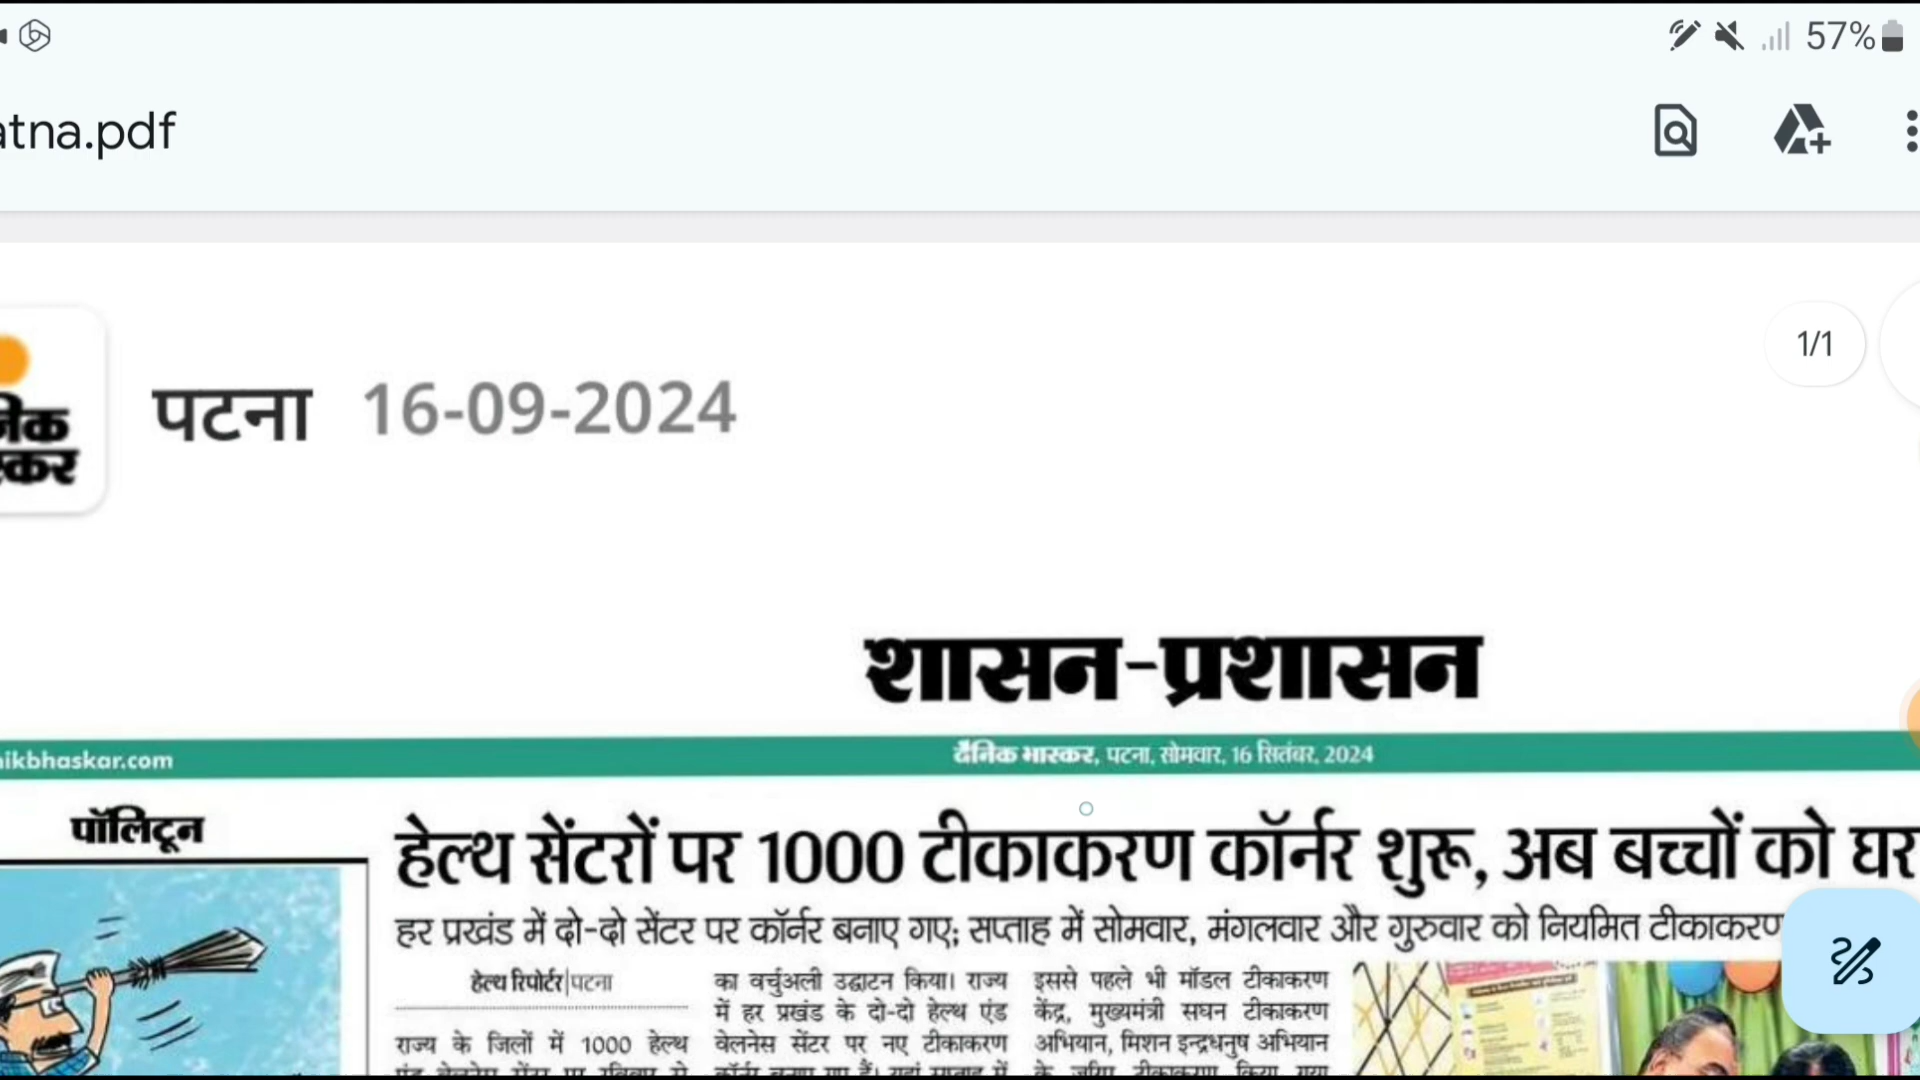 57%
atna.pdf
1/1
पटना 16-09-2024
शासन-प्रशासन
ikbhaskar.com
दैनिक भास्कर, पटना, सोमवार, 16 सितंबर, 2024
पॉलिटून
हेल्थ सेंटरों पर 1000 टीकाकरण कॉर्नर शुरू, अब बच्चों को घर
हर प्रखंड में दो-दो सेंटर पर कॉर्नर बनाए गए; सप्ताह में सोमवार, मंगलवार और गुरुवार को नियमित टीकाकरण
हेल्थ रिपोर्टर|पटना
राज्य के जिलों में 1000 हेल्थ
का वर्चुअली उद्घाटन किया। राज्य
में हर प्रखंड के दो-दो हेल्थ एंड
वेलनेस सेंटर पर नए टीकाकरण
इससे पहले भी मॉडल टीकाकरण
केंद्र, मुख्यमंत्री सघन टीकाकरण
अभियान, मिशन इन्द्रधनुष अभियान